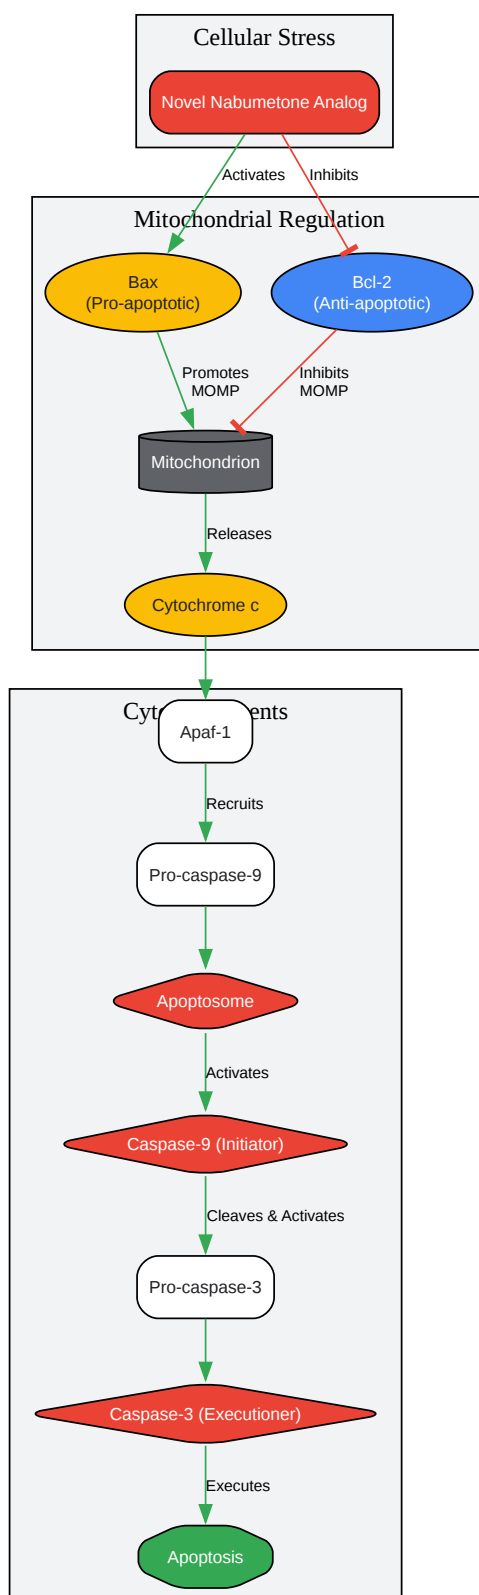 Cellular Stress
Novel Nabumetone Analog
Activates
Inhibits
Mitochondrial Regulation
Bax
(Pro-apoptotic)
Bcl-2
(Anti-apoptotic)
Promotes
MOMP
Inhibits
MOMP
Mitochondrion
Releases
Cytochrome c
Apaf-1
Recruits
Pro-caspase-9
Apoptosome
Activates
Caspase-9 (Initiator)
Cleaves & Activates
Pro-caspase-3
Caspase-3 (Executioner)
Executes
Apoptosis